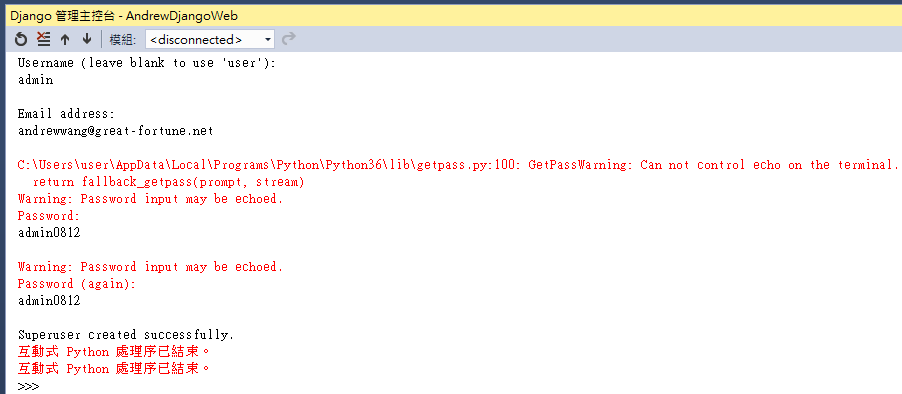 Django 管理主控台 - AndrewDjangoWeb
模組: <disconnected>
Username (leave blank to use 'user'):
admin
Email address:
andrewwang@great-fortune.net
C:\Users\user\AppData\Local\Programs\Python\Python36\lib\getpass.py:100: GetPassWarning: Can not control echo on the terminal.
return fallback_getpass(prompt, stream)
Warning: Password input may be echoed.
Password:
admin0812
Warning: Password input may be echoed.
Password (again):
admin0812
Superuser created successfully.
互動式 Python 處理序已結束。
互動式 Python 處理序已結束。
>>>